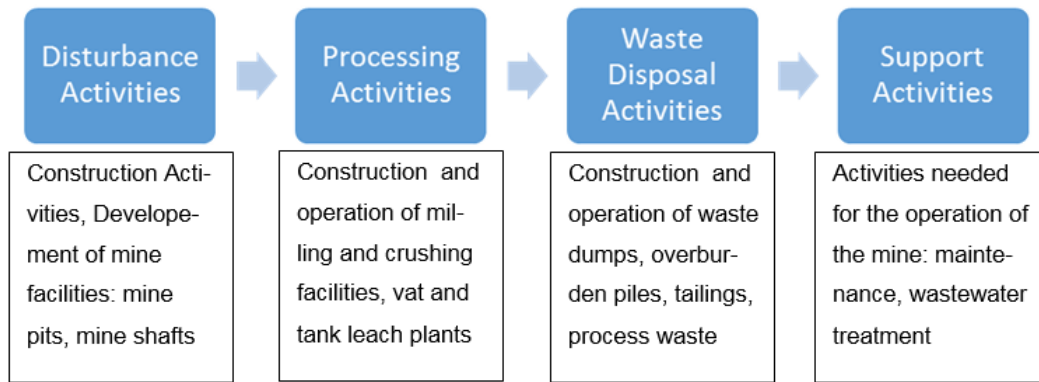 Disturbance
Activities
Processing
Activities
Waste
Disposal
Activities
Support
Activities
Construction Acti-
vities, Develope-
ment of mine
facilities: mine
pits, mine shafts
Construction and
operation of mil-
ling and crushing
facilities, vat and
tank leach plants
Construction and
operation of waste
dumps, overbur-
den piles, tailings,
process waste
Activities needed
for the operation of
the mine: mainte-
nance, wastewater
treatment